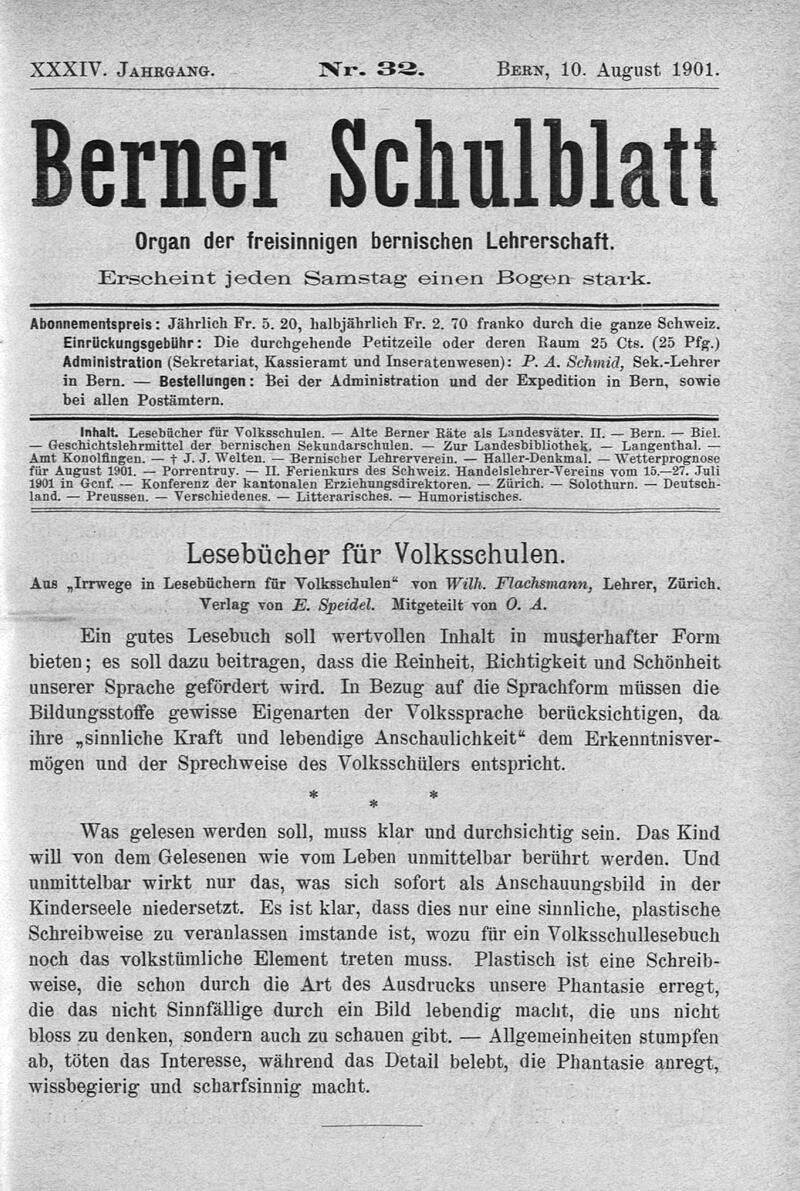 XXXIV. Jahrgang. Nr. 32. Bern, 10. August 1901.
Berner Schulblatt
Organ der freisinnigen bernischen Lehrerschaft.
Erscheint jeden Samstag einen Bogen stark.
Abonnementspreis: Jährlich Fr. 5. 20, halbjährlich Fr. 2. 70 franko durch die ganze Schweiz.
Einrückungsgebühr: Die durchgehende Petitzeile oder deren Raum 25 Cts. (25 Pfg.)
Administration (Sekretariat, Kassieramt und Inseratenwesen): P. A. Schmid, Sek.-Lehrer
in Bern. — Bestellungen: Bei der Administration und der Expedition in Bern, sowie
bei allen Postämtern.
Inhalt. Lesebücher für Volksschulen. — Alte Berner Räte als Landesväter. II. — Bern. — Biel.
— Geschichtslehrmittel der bernischen Sekundarschulen. — Zur Landesbibliothek. — Langenthal. —
Amt Konolfingen. — † J. J. Welten. — Bernischer Lehrerverein. — Haller-Denkmal. — Wetterprognose
für August 1901. — Porrentruy. — II. Ferienkurs des Schweiz. Handelslehrer-Vereins vom 15.—27. Juli
1901 in Genf. — Konferenz der kantonalen Erziehungsdirektoren. — Zürich. — Solothurn. — Deutsch-
land. — Preussen. — Verschiedenes. — Litterarisches. — Humoristisches.
Lesebücher für Volksschulen.
Aus „Irrwege in Lesebüchern für Volksschulen“ von Wilh. Flachsmann, Lehrer, Zürich.
Verlag von E. Speidel. Mitgeteilt von O. A.
Ein gutes Lesebuch soll wertvollen Inhalt in musterhafter Form
bieten; es soll dazu beitragen, dass die Reinheit, Richtigkeit und Schönheit
unserer Sprache gefördert wird. In Bezug auf die Sprachform müssen die
Bildungsstoffe gewisse Eigenarten der Volkssprache berücksichtigen, da
ihre „sinnliche Kraft und lebendige Anschaulichkeit“ dem Erkenntnisver-
mögen und der Sprechweise des Volksschülers entspricht.
* * *
Was gelesen werden soll, muss klar und durchsichtig sein. Das Kind
will von dem Gelesenen wie vom Leben unmittelbar berührt werden. Und
unmittelbar wirkt nur das, was sich sofort als Anschauungsbild in der
Kinderseele niedersetzt. Es ist klar, dass dies nur eine sinnliche, plastische
Schreibweise zu veranlassen imstande ist, wozu für ein Volksschullesebuch
noch das volkstümliche Element treten muss. Plastisch ist eine Schreib-
weise, die schon durch die Art des Ausdrucks unsere Phantasie erregt,
die das nicht Sinnfällige durch ein Bild lebendig macht, die uns nicht
bloss zu denken, sondern auch zu schauen gibt. — Allgemeinheiten stumpfen
ab, töten das Interesse, während das Detail belebt, die Phantasie anregt,
wissbegierig und scharfsinnig macht.